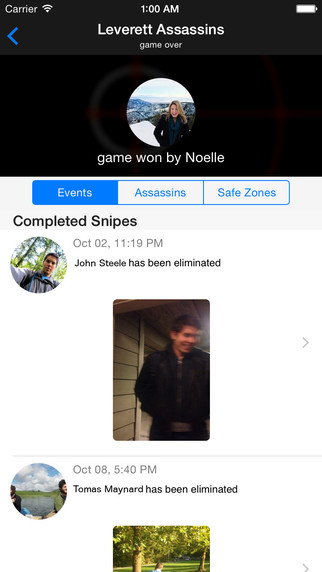 Carrier 1:00 AM
Leverett Assassins
game over
game won by Noelle
Events Assassins Safe Zones
Completed Snipes
Oct 02, 11:19 PM
John Steele has been eliminated
Oct 08, 5:40 PM
Tomas Maynard has been eliminated